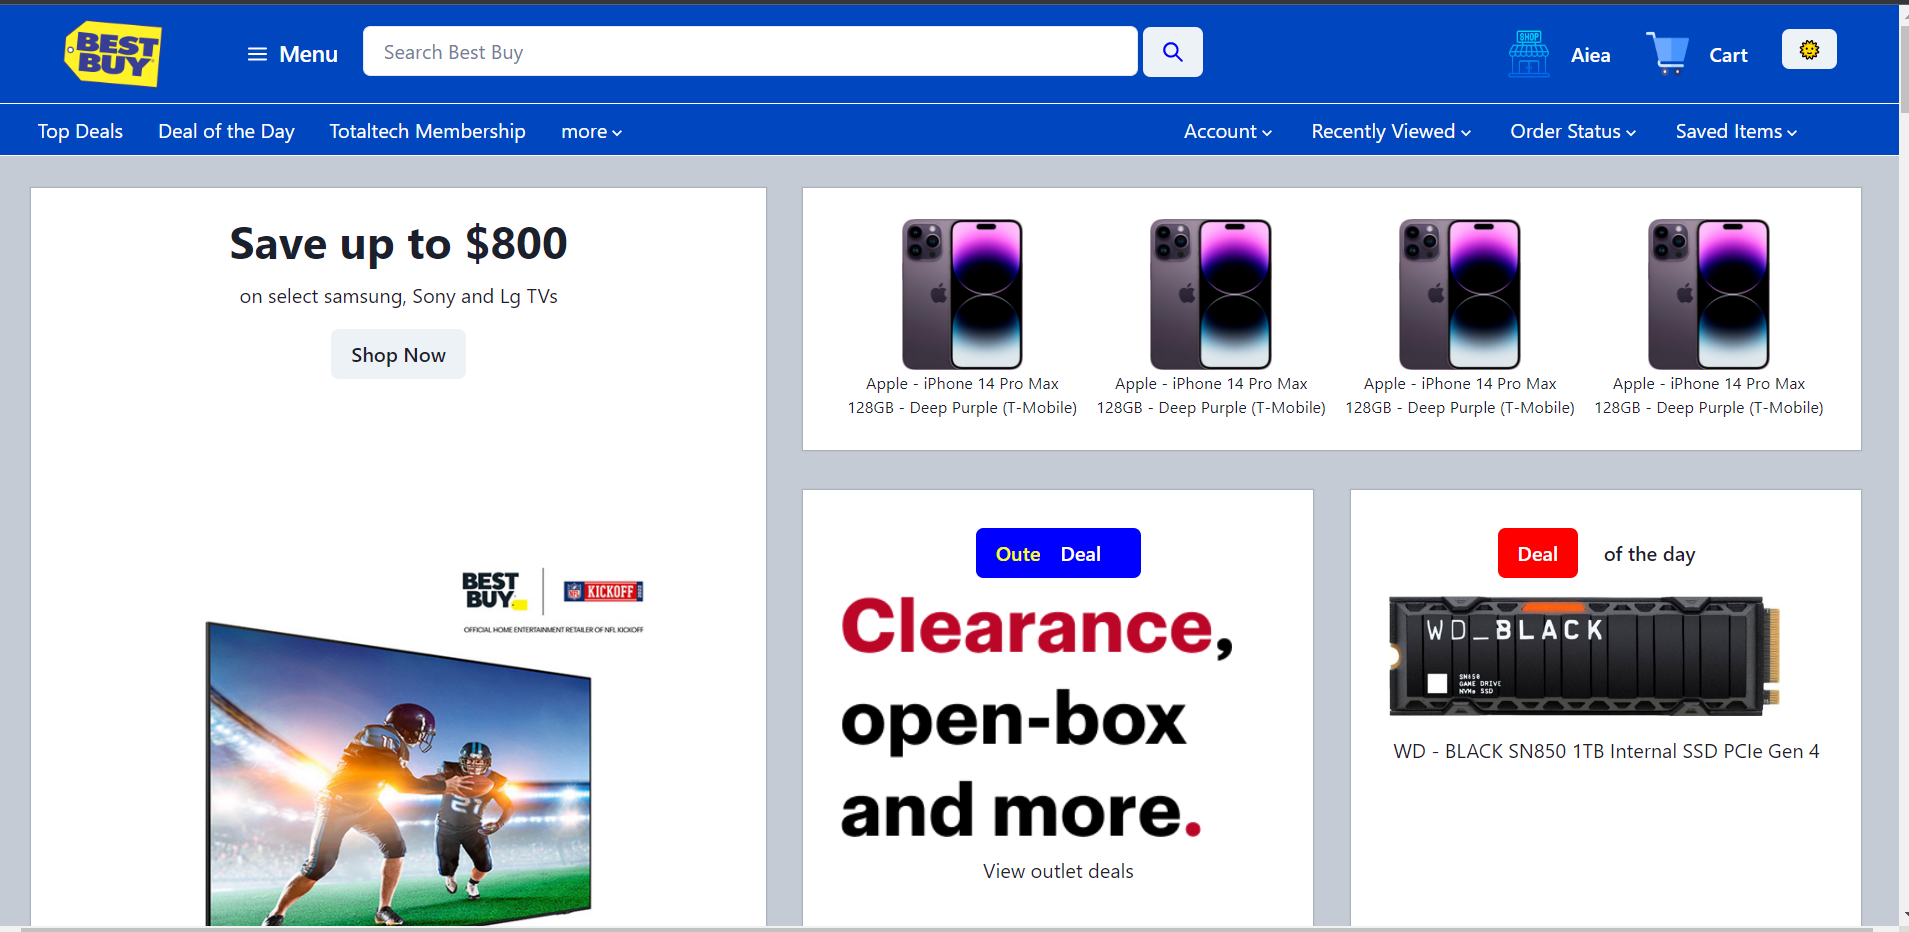 BEST
BUY
Menu
Search Best Buy
SHOP
Aiea
Cart
Top Deals
Deal of the Day
Totaltech Membership
more
Account
Recently Viewed
Order Status
Saved Items
Save up to $800
on select samsung, Sony and Lg TVs
Shop Now
BEST
BUY
NFL KICKOFF
OFFICIAL HOME ENTERTAINMENT RETAILER OF NFL KICKOFF
11
21
Apple - iPhone 14 Pro Max
128GB - Deep Purple (T-Mobile)
Apple - iPhone 14 Pro Max
128GB - Deep Purple (T-Mobile)
Apple - iPhone 14 Pro Max
128GB - Deep Purple (T-Mobile)
Apple - iPhone 14 Pro Max
128GB - Deep Purple (T-Mobile)
Oute Deal
Clearance,
open-box
and more.
View outlet deals
Deal of the day
WD_BLACK
SN850
GAME DRIVE
NVMe SSD
WD - BLACK SN850 1TB Internal SSD PCIe Gen 4